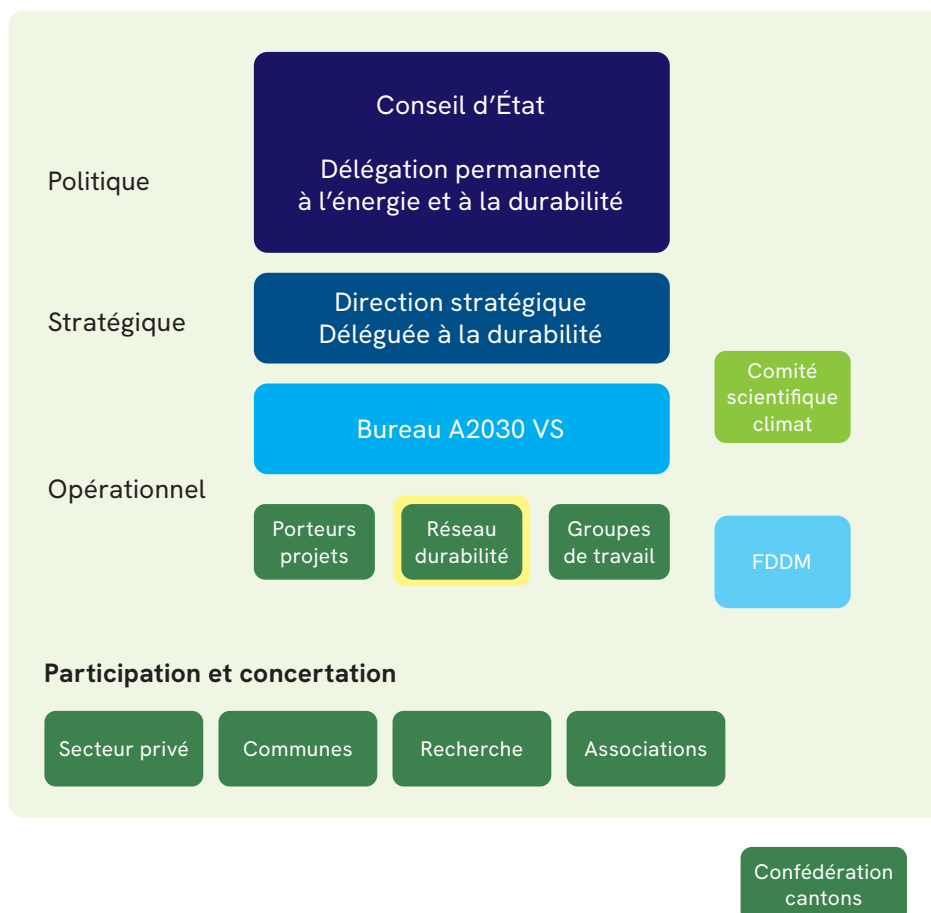 Conseil d’État
Politique
Délégation permanente
à l’énergie et à la durabilité
Stratégique
Direction stratégique
Déléguée à la durabilité
Comité
scientifique
climat
Bureau A2030 VS
Opérationnel
Porteurs
projets
Réseau
durabilité
Groupes
de travail
FDDM
Participation et concertation
Secteur privé
Communes
Recherche
Associations
Confédération
cantons